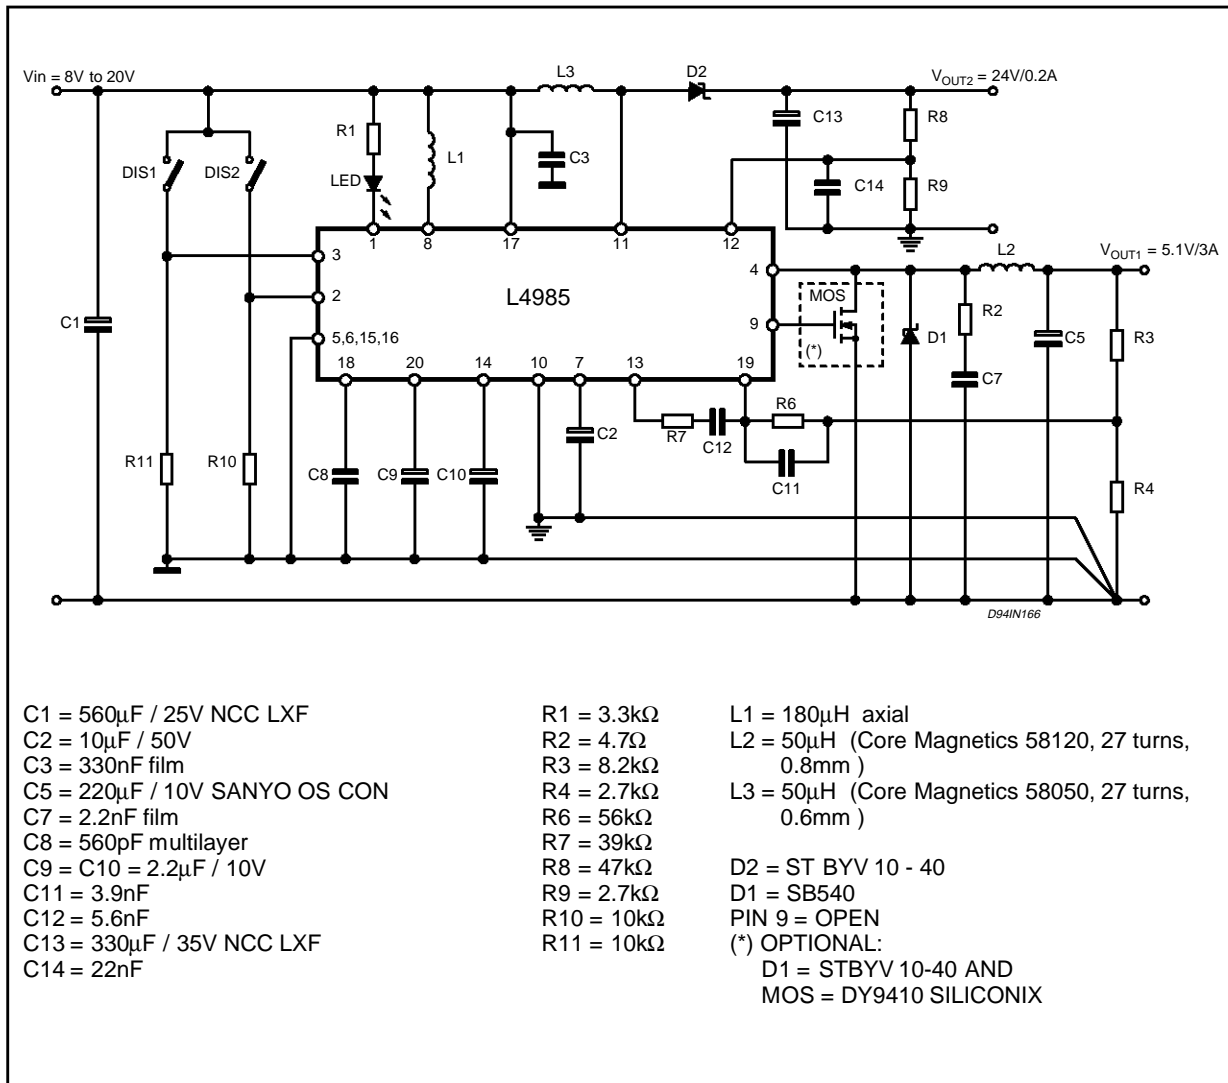 Vin = 8V to 20V
L3
D2
VOUT2 = 24V/0.2A
R1
L1
C3
C13
R8
DIS1
DIS2
LED
C14
R9
1
8
17
11
12
3
2
5,6,15,16
L4985
4
9
L2
VOUT1 = 5.1V/3A
MOS
(*)
D1
R2
C7
C5
R3
C1
18
20
14
10
7
13
19
R6
R7
C12
C11
C2
R11
R10
C8
C9
C10
R4
D94IN166
C1 = 560µF / 25V NCC LXF
C2 = 10µF / 50V
C3 = 330nF film
C5 = 220µF / 10V SANYO OS CON
C7 = 2.2nF film
C8 = 560pF multilayer
C9 = C10 = 2.2µF / 10V
C11 = 3.9nF
C12 = 5.6nF
C13 = 330µF / 35V NCC LXF
C14 = 22nF
R1 = 3.3kΩ
R2 = 4.7Ω
R3 = 8.2kΩ
R4 = 2.7kΩ
R6 = 56kΩ
R7 = 39kΩ
R8 = 47kΩ
R9 = 2.7kΩ
R10 = 10kΩ
R11 = 10kΩ
L1 = 180µH axial
L2 = 50µH (Core Magnetics 58120, 27 turns,
0.8mm )
L3 = 50µH (Core Magnetics 58050, 27 turns,
0.6mm )
D2 = ST BYV 10 - 40
D1 = SB540
PIN 9 = OPEN
(*) OPTIONAL:
D1 = STBYV 10-40 AND
MOS = DY9410 SILICONIX